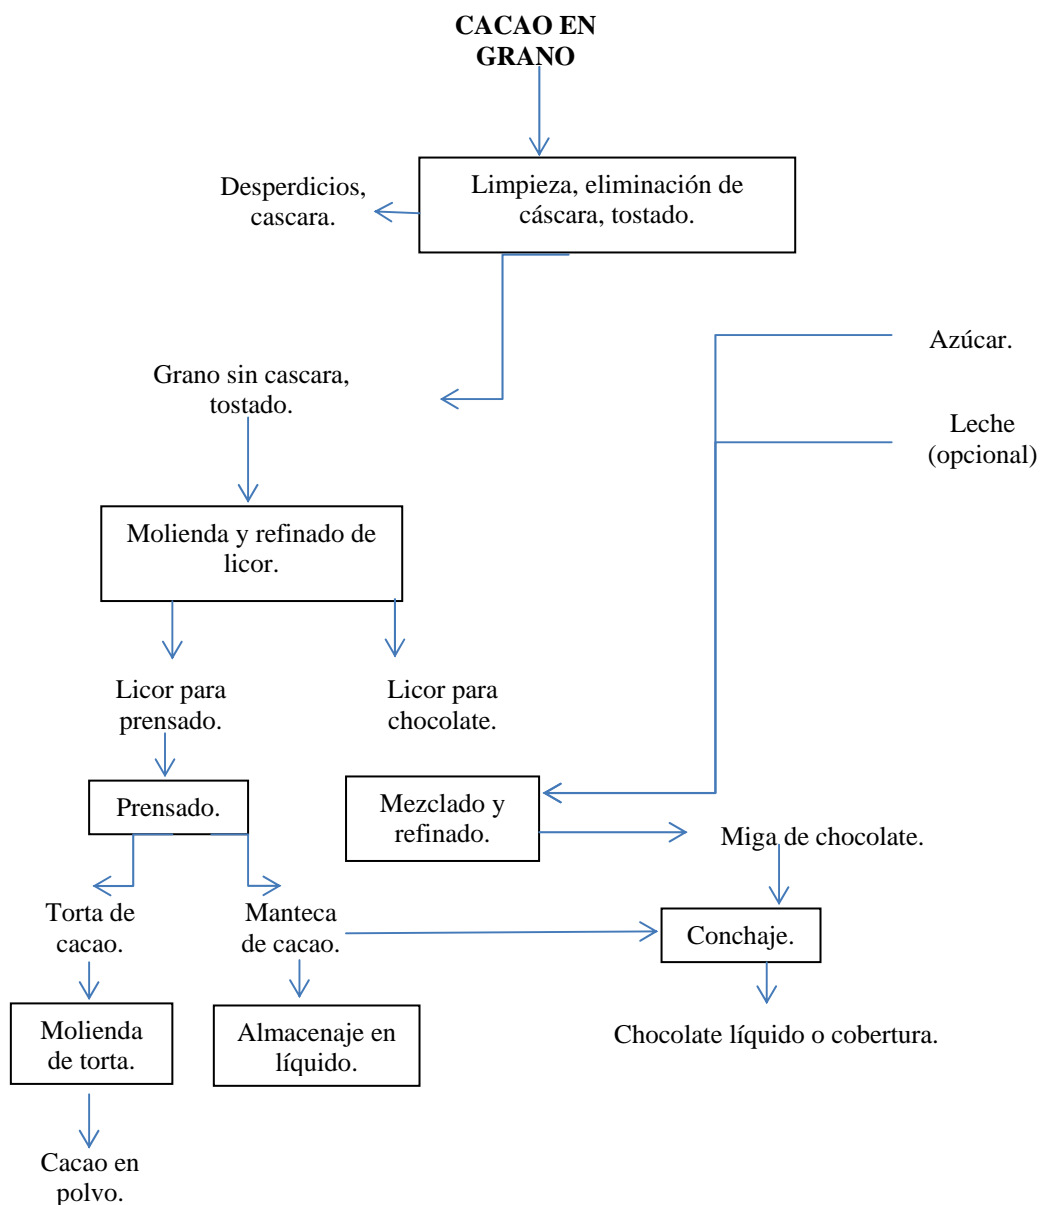 CACAO EN
GRANO
Desperdicios,
cascara.
Limpieza, eliminación de
cáscara, tostado.
Azúcar.
Grano sin cascara,
tostado.
Leche
(opcional)
Molienda y refinado de
licor.
Licor para
prensado.
Licor para
chocolate.
Prensado.
Mezclado y
refinado.
Miga de chocolate.
Torta de
cacao.
Manteca
de cacao.
Conchaje.
Molienda
de torta.
Almacenaje en
líquido.
Chocolate líquido o cobertura.
Cacao en
polvo.